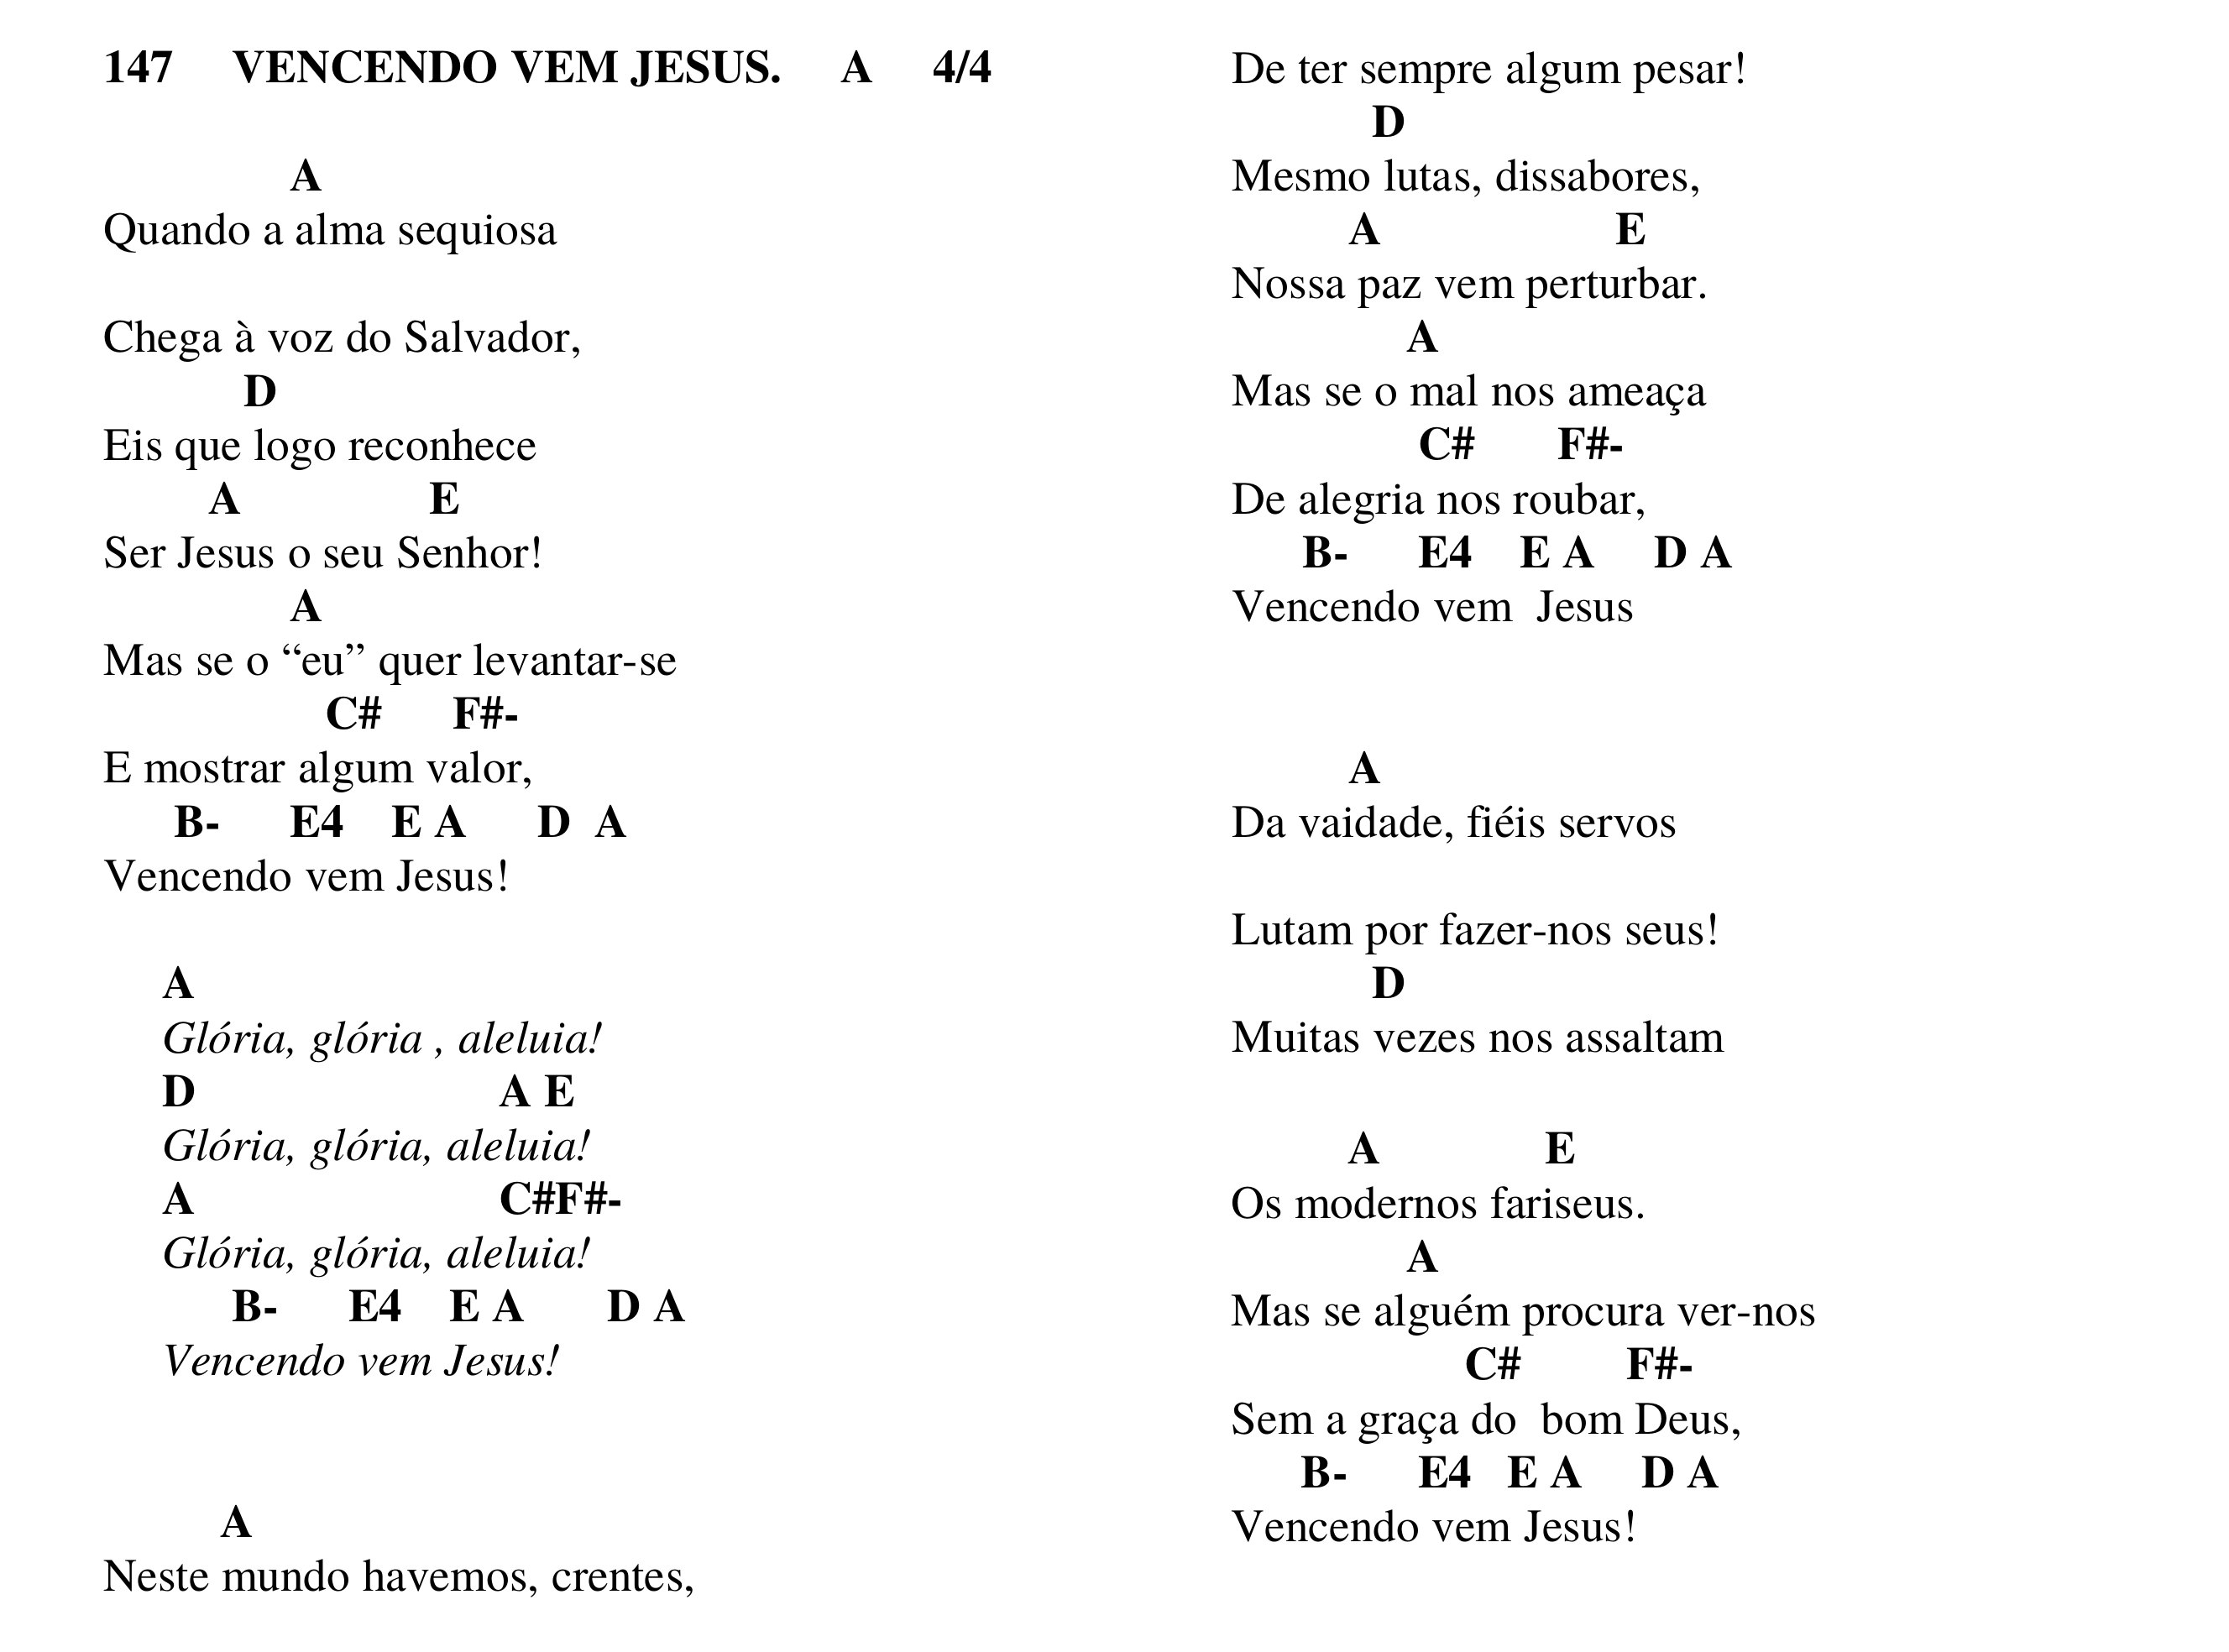 147 VENCENDO VEM JESUS. A 4/4
A
Quando a alma sequiosa
Chega à voz do Salvador,
D
Eis que logo reconhece
A E
Ser Jesus o seu Senhor!
A
Mas se o “eu” quer levantar-se
C# F#-
E mostrar algum valor,
B- E4 E A D A
Vencendo vem Jesus!
A
Glória, glória , aleluia!
D A E
Glória, glória, aleluia!
A C#F#-
Glória, glória, aleluia!
B- E4 E A D A
Vencendo vem Jesus!
A
Neste mundo havemos, crentes,
De ter sempre algum pesar!
D
Mesmo lutas, dissabores,
A E
Nossa paz vem perturbar.
A
Mas se o mal nos ameaça
C# F#-
De alegria nos roubar,
B- E4 E A D A
Vencendo vem Jesus
A
Da vaidade, fiéis servos
Lutam por fazer-nos seus!
D
Muitas vezes nos assaltam
A E
Os modernos fariseus.
A
Mas se alguém procura ver-nos
C# F#-
Sem a graça do bom Deus,
B- E4 E A D A
Vencendo vem Jesus!